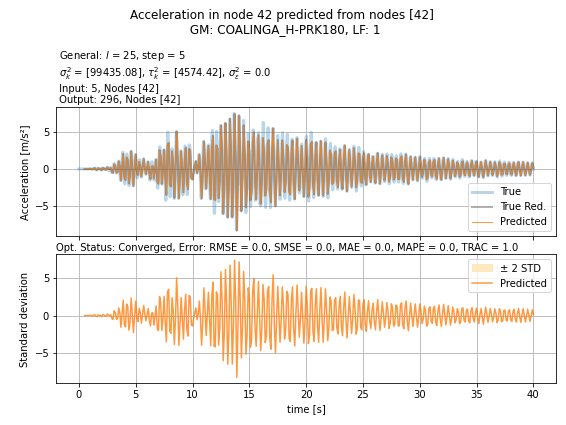 Acceleration in node 42 predicted from nodes [42]
GM: COALINGA_H-PRK180, LF: 1
General: l = 25, step = 5
σ²ₖ = [99435.08], τ²ₖ = [4574.42], σ²ε = 0.0
Input: 5, Nodes [42]
Output: 296, Nodes [42]
Acceleration [m/s²]
5
0
−5
True
True Red.
Predicted
Opt. Status: Converged, Error: RMSE = 0.0, SMSE = 0.0, MAE = 0.0, MAPE = 0.0, TRAC = 1.0
Standard deviation
5
0
−5
± 2 STD
Predicted
0 5 10 15 20 25 30 35 40
time [s]